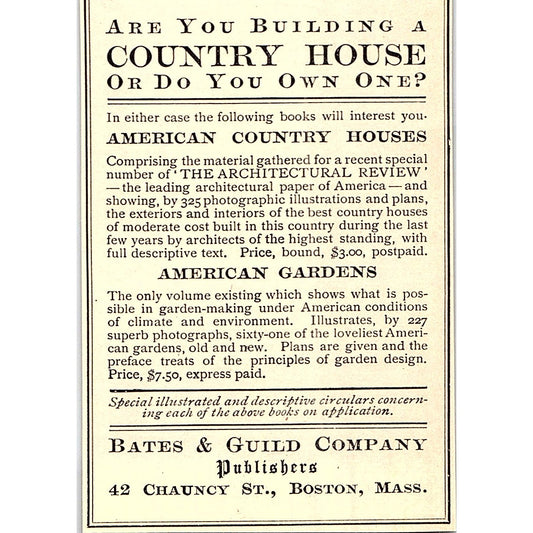 ARE YOU BUILDING A
COUNTRY HOUSE
OR DO YOU OWN ONE?
In either case the following books will interest you.
AMERICAN COUNTRY HOUSES
Comprising the material gathered for a recent special
number of 'THE ARCHITECTURAL REVIEW'
—the leading architectural paper of America—and
showing, by 325 photographic illustrations and plans,
the exteriors and interiors of the best country houses
of moderate cost built in this country during the last
few years by architects of the highest standing, with
full descriptive text. Price, bound, $3.00, postpaid.
AMERICAN GARDENS
The only volume existing which shows what is pos-
sible in garden-making under American conditions
of climate and environment. Illustrates, by 227
superb photographs, sixty-one of the loveliest Ameri-
can gardens, old and new. Plans are given and the
preface treats of the principles of garden design.
Price, $7.50, express paid.
Special illustrated and descriptive circulars concern-
ing each of the above books on application.
BATES & GUILD COMPANY
Publishers
42 CHAUNCY ST., BOSTON, MASS.